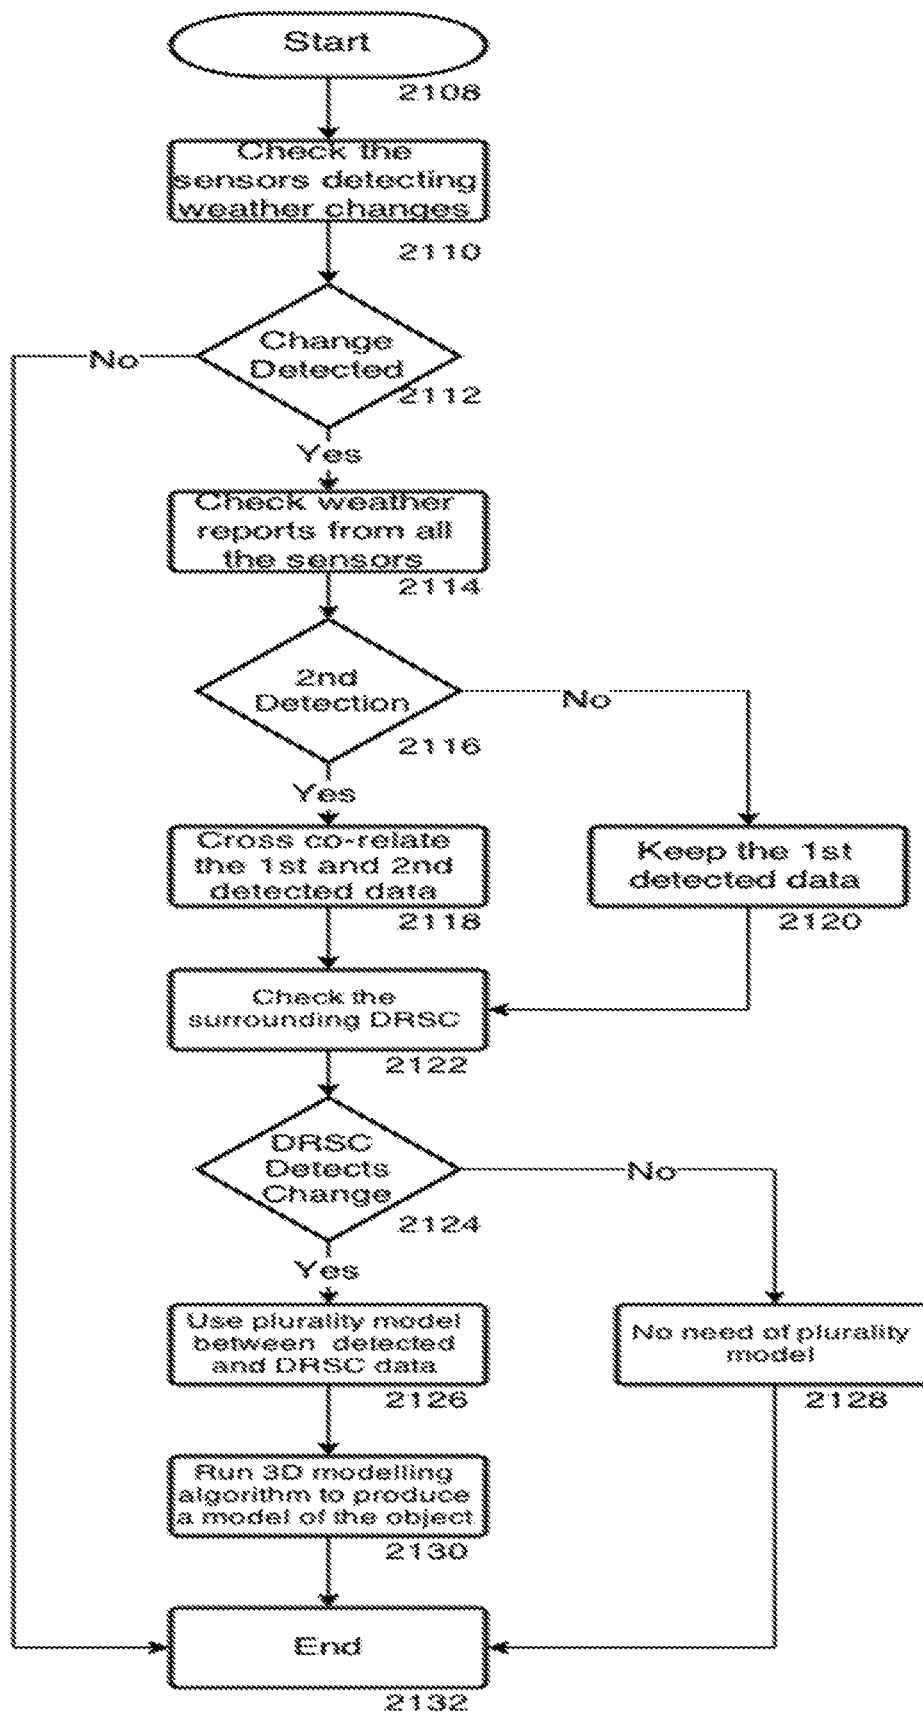 Start
2108
Check the
sensors detecting
weather changes
2110
Change
Detected
2112
No
Yes
Check weather
reports from all
the sensors
2114
2nd
Detection
2116
No
Yes
Cross co-relate
the 1st and 2nd
detected data
2118
Keep the 1st
detected data
2120
Check the
surrounding DRSC
2122
DRSC
Detects
Change
2124
No
Yes
Use plurality model
between detected
and DRSC data
2126
No need of plurality
model
2128
Run 3D modelling
algorithm to produce
a model of the object
2130
End
2132